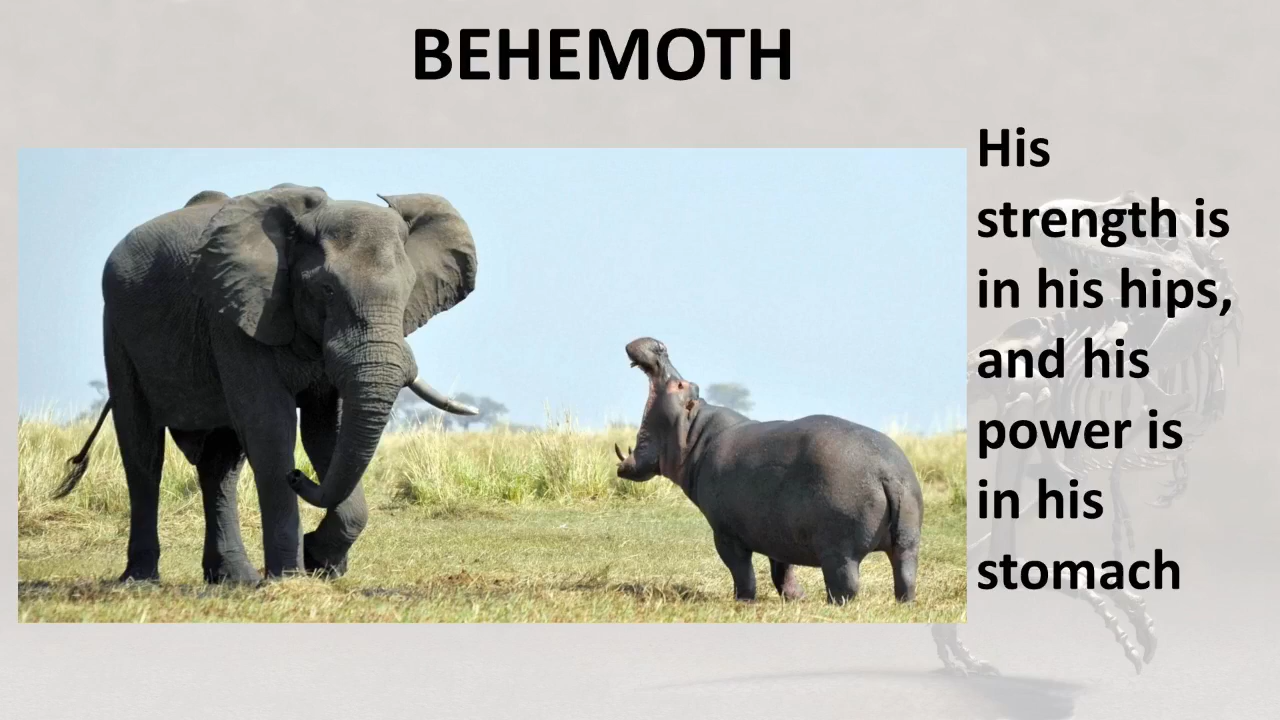 BEHEMOTH
His
strength is
in his hips,
and his
power is
in his
stomach